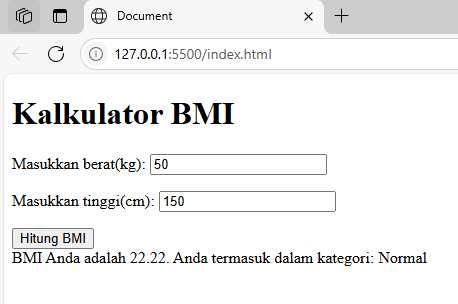 Document
127.0.0.1:5500/index.html
Kalkulator BMI
Masukkan berat(kg): 50
Masukkan tinggi(cm): 150
Hitung BMI
BMI Anda adalah 22.22. Anda termasuk dalam kategori: Normal